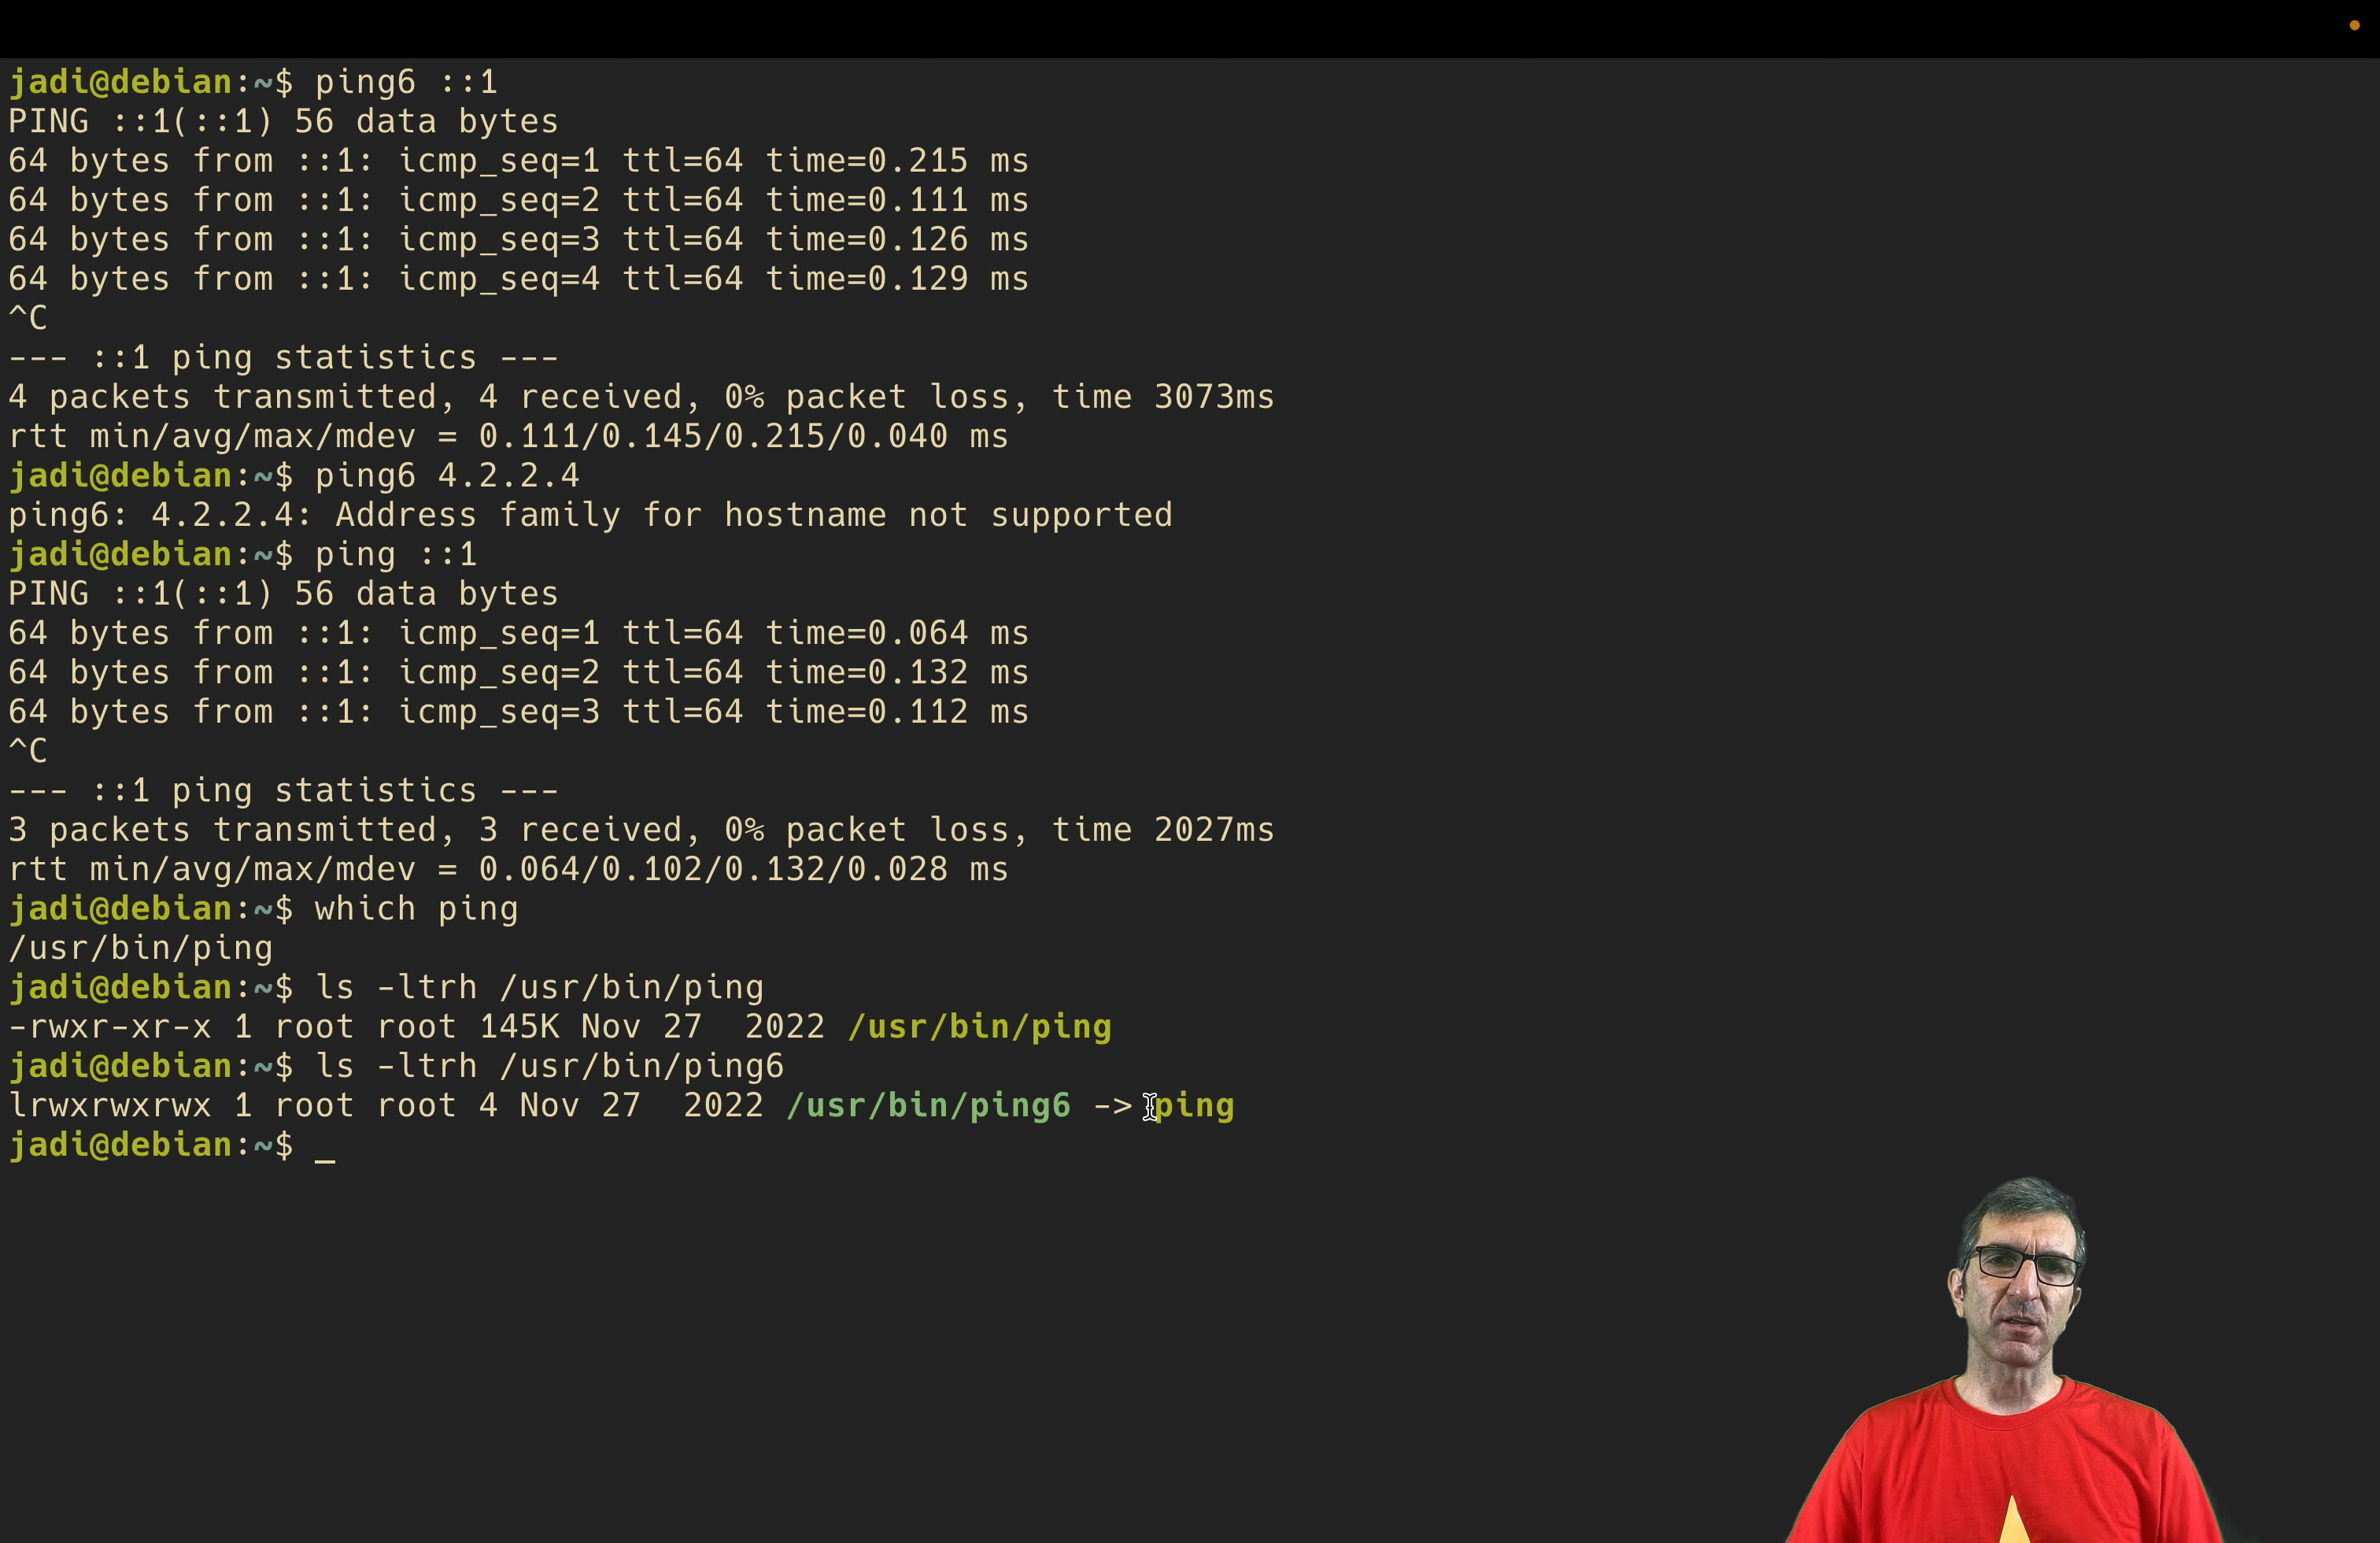 jadi@debian:~$ ping6 ::1
PING ::1(::1) 56 data bytes
64 bytes from ::1: icmp_seq=1 ttl=64 time=0.215 ms
64 bytes from ::1: icmp_seq=2 ttl=64 time=0.111 ms
64 bytes from ::1: icmp_seq=3 ttl=64 time=0.126 ms
64 bytes from ::1: icmp_seq=4 ttl=64 time=0.129 ms
^C
--- ::1 ping statistics ---
4 packets transmitted, 4 received, 0% packet loss, time 3073ms
rtt min/avg/max/mdev = 0.111/0.145/0.215/0.040 ms
jadi@debian:~$ ping6 4.2.2.4
ping6: 4.2.2.4: Address family for hostname not supported
jadi@debian:~$ ping ::1
PING ::1(::1) 56 data bytes
64 bytes from ::1: icmp_seq=1 ttl=64 time=0.064 ms
64 bytes from ::1: icmp_seq=2 ttl=64 time=0.132 ms
64 bytes from ::1: icmp_seq=3 ttl=64 time=0.112 ms
^C
--- ::1 ping statistics ---
3 packets transmitted, 3 received, 0% packet loss, time 2027ms
rtt min/avg/max/mdev = 0.064/0.102/0.132/0.028 ms
jadi@debian:~$ which ping
/usr/bin/ping
jadi@debian:~$ ls -ltrh /usr/bin/ping
-rwxr-xr-x 1 root root 145K Nov 27  2022 /usr/bin/ping
jadi@debian:~$ ls -ltrh /usr/bin/ping6
lrwxrwxrwx 1 root root 4 Nov 27  2022 /usr/bin/ping6 -> ping
jadi@debian:~$ _